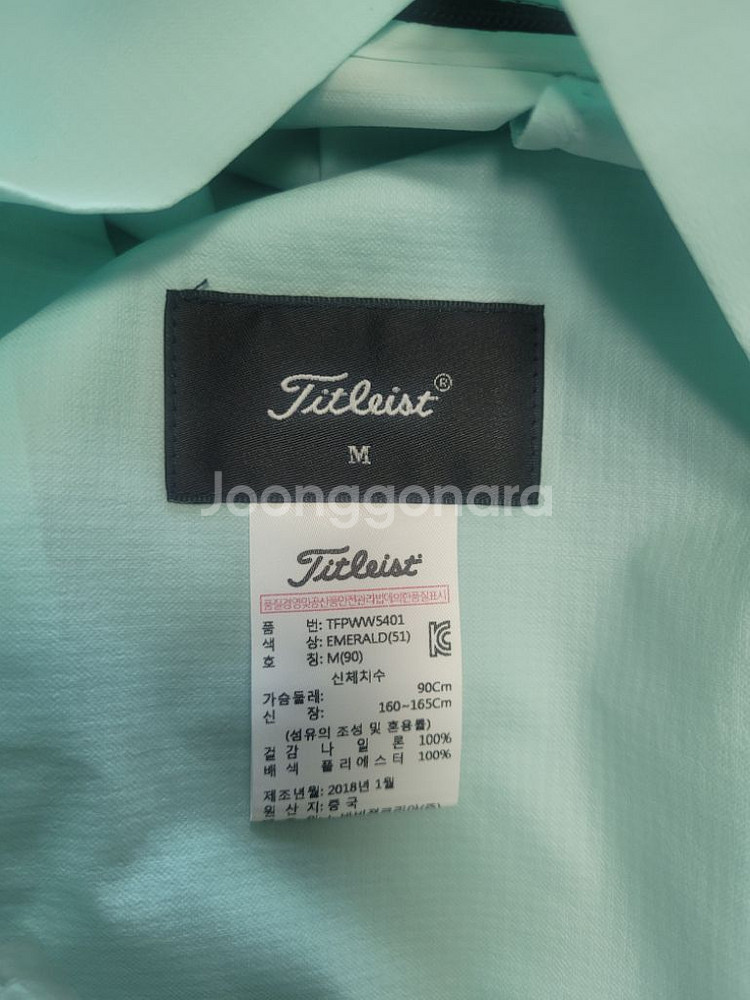 Titleist®
M
Joonggonara
Titleist
품질경영및공산품안전관리법에의한품질표시
품 번: TFPWW5401
색 상: EMERALD(51)
호 칭: M(90)
신체치수
가슴둘레: 90Cm
신 장: 160~165Cm
(섬유의 조성 및 혼용률)
겉 감 나 일 론 100%
배 색 폴 리 에 스 터 100%
제조년월: 2018년 1월
원 산 지: 중 국